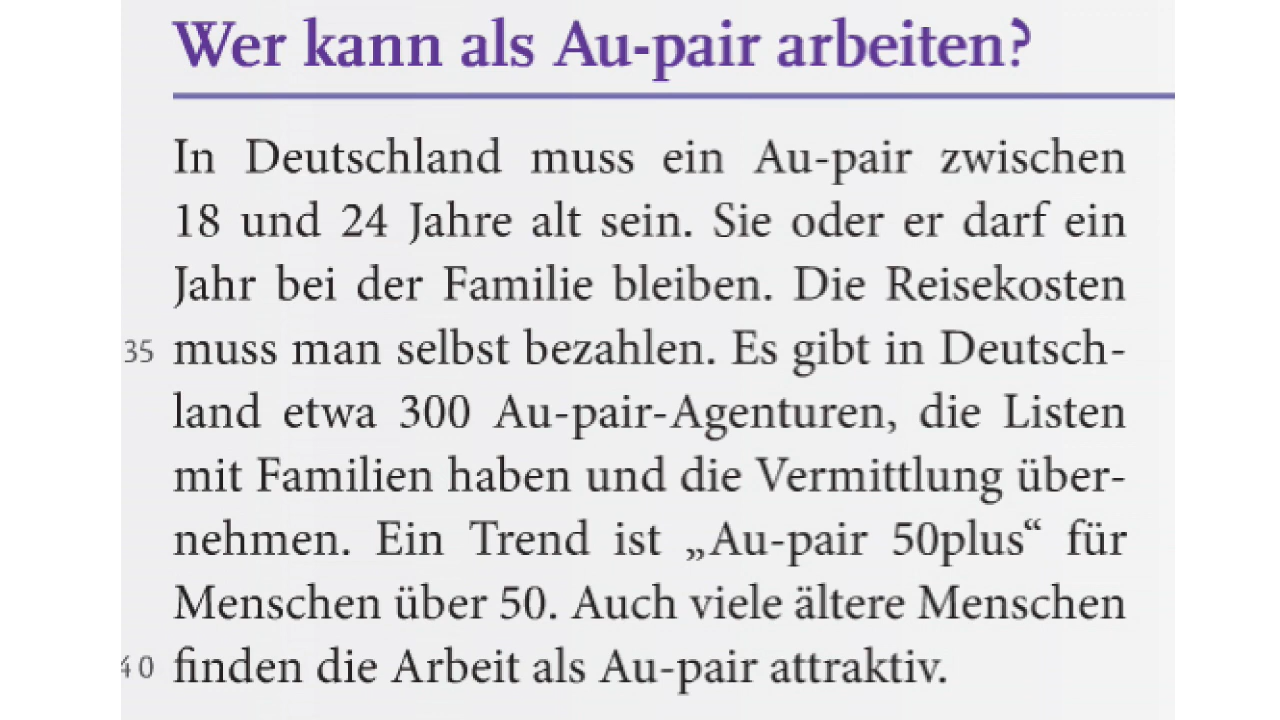 Wer kann als Au-pair arbeiten?
In Deutschland muss ein Au-pair zwischen
18 und 24 Jahre alt sein. Sie oder er darf ein
Jahr bei der Familie bleiben. Die Reisekosten
35 muss man selbst bezahlen. Es gibt in Deutsch-
land etwa 300 Au-pair-Agenturen, die Listen
mit Familien haben und die Vermittlung über-
nehmen. Ein Trend ist „Au-pair 50plus“ für
Menschen über 50. Auch viele ältere Menschen
40 finden die Arbeit als Au-pair attraktiv.